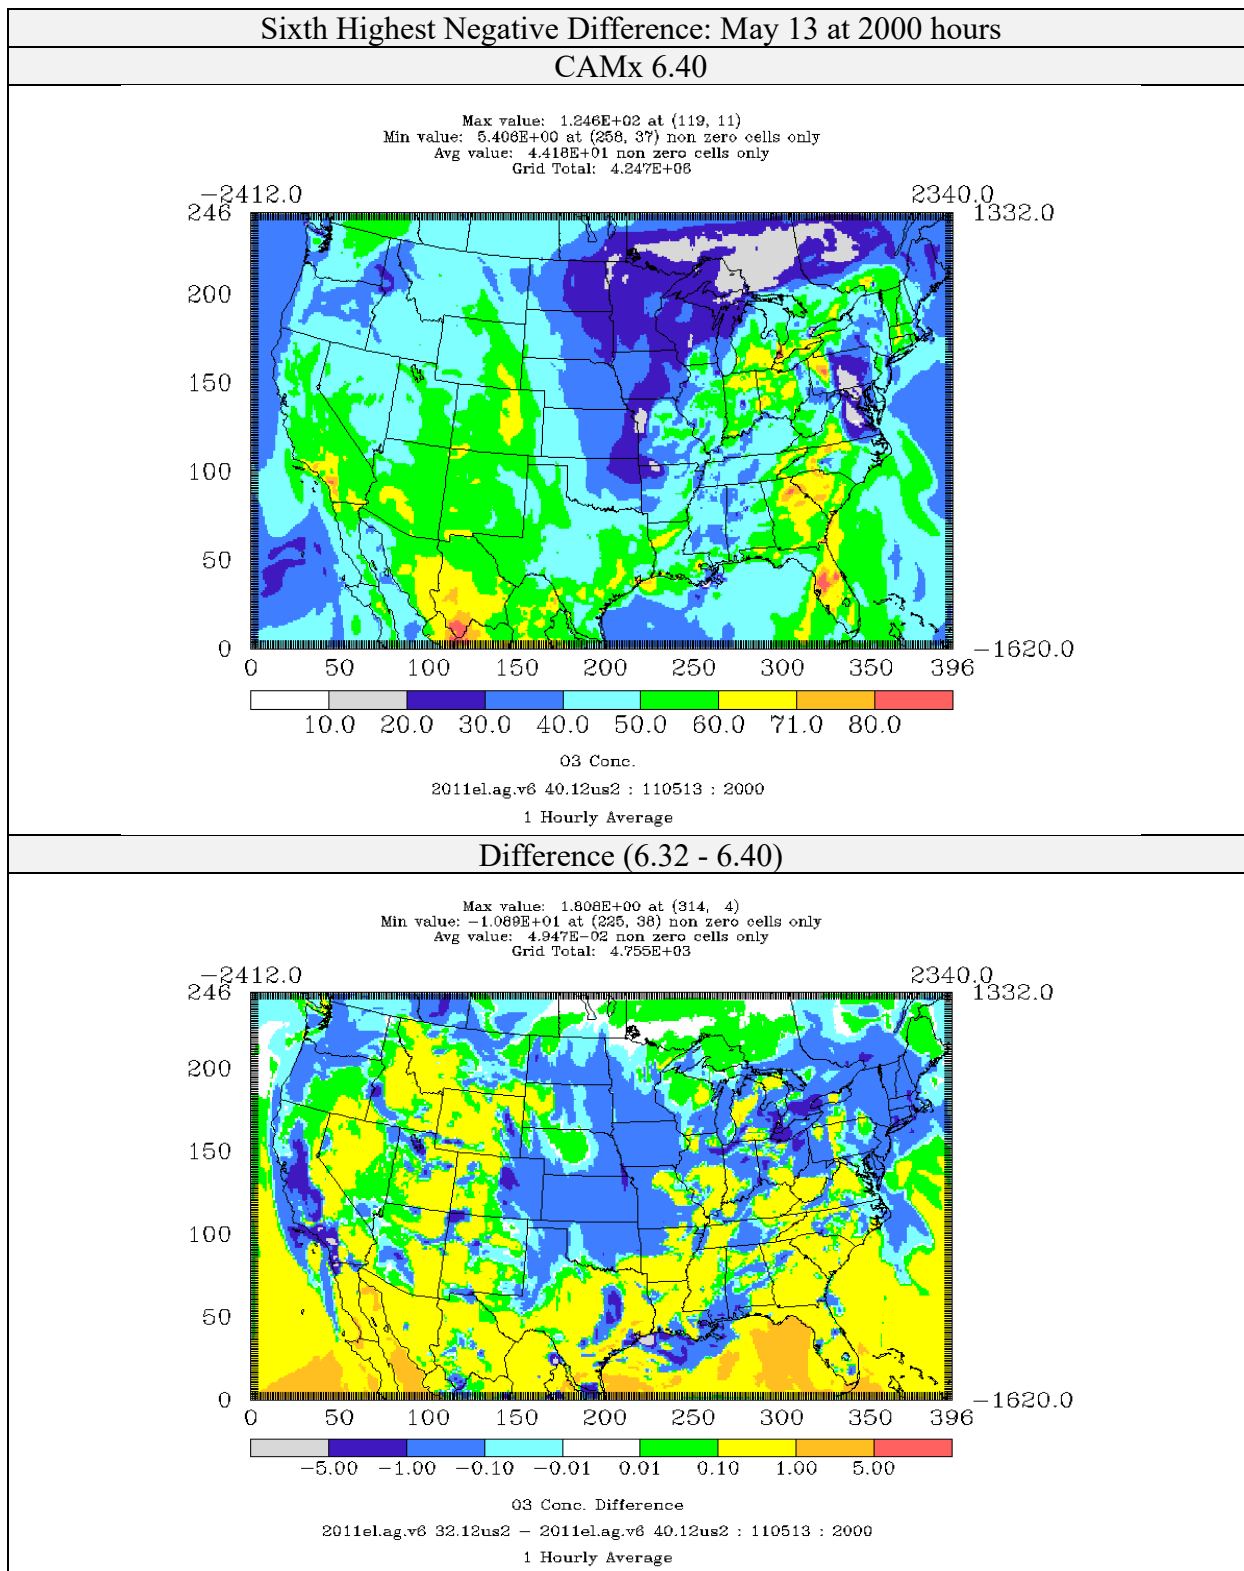 Sixth Highest Negative Difference: May 13 at 2000 hours
CAMx 6.40
Max value: 1.246E+02 at (119, 11)
Min value: 5.406E+00 at (258, 37) non zero cells only
Avg value: 4.418E+01 non zero cells only
Grid Total: 4.247E+06
-2412.0 2340.0
246 1332.0
200
150
100
50
0 -1620.0
0 50 100 150 200 250 300 350 396
10.0 20.0 30.0 40.0 50.0 60.0 71.0 80.0
O3 Conc.
2011el.ag.v6 40.12us2 : 110513 : 2000
1 Hourly Average
Difference (6.32 - 6.40)
Max value: 1.808E+00 at (314, 4)
Min value: -1.089E+01 at (225, 38) non zero cells only
Avg value: 4.947E-02 non zero cells only
Grid Total: 4.755E+03
-2412.0 2340.0
246 1332.0
200
150
100
50
0 -1620.0
0 50 100 150 200 250 300 350 396
-5.00 -1.00 -0.10 -0.01 0.01 0.10 1.00 5.00
O3 Conc. Difference
2011el.ag.v6 32.12us2 - 2011el.ag.v6 40.12us2 : 110513 : 2000
1 Hourly Average